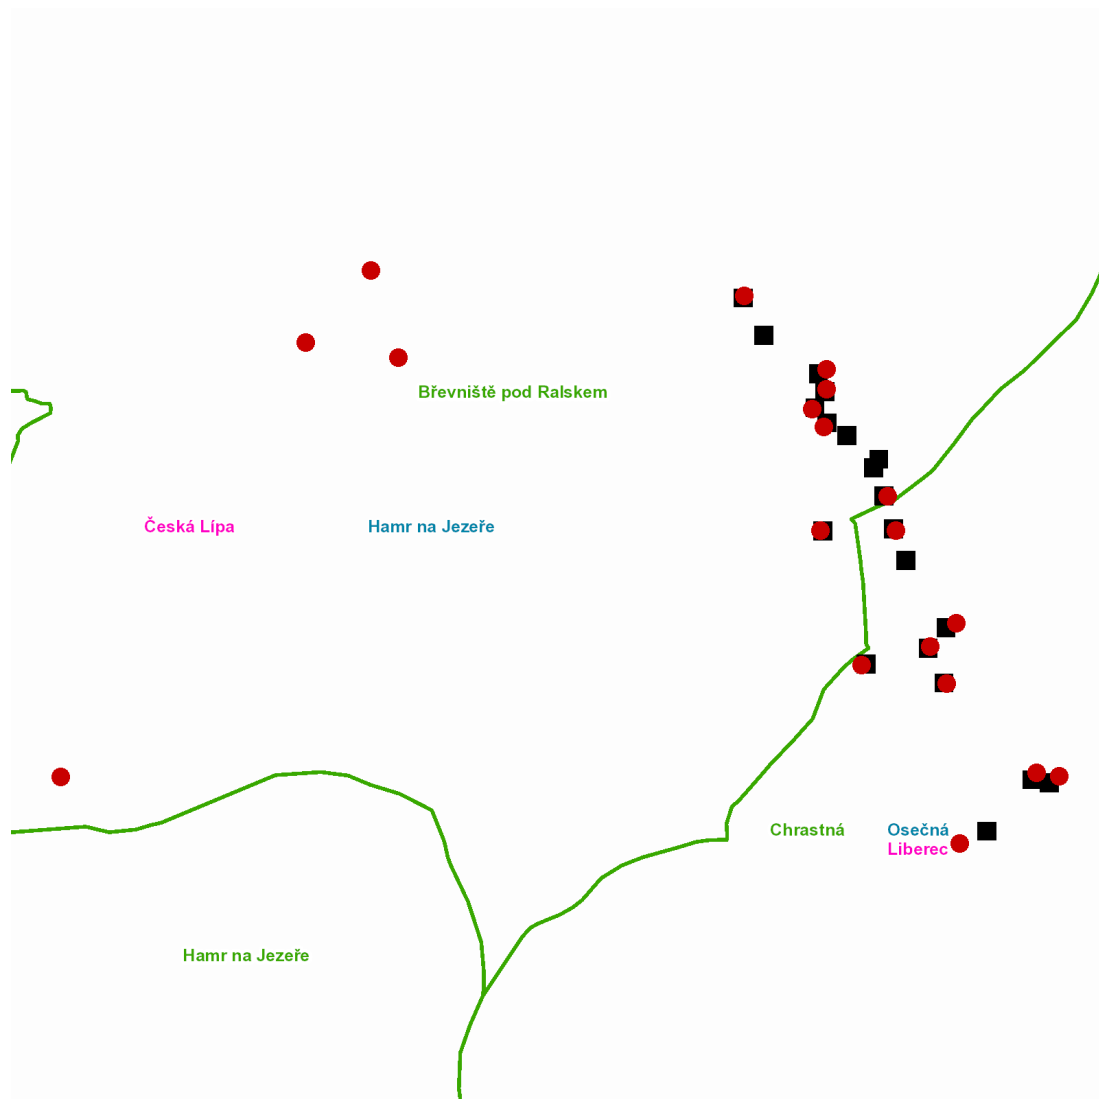 Břevniště pod Ralskem
Česká Lípa
Hamr na Jezeře
Chrastná
Osečná
Liberec
Hamr na Jezeře